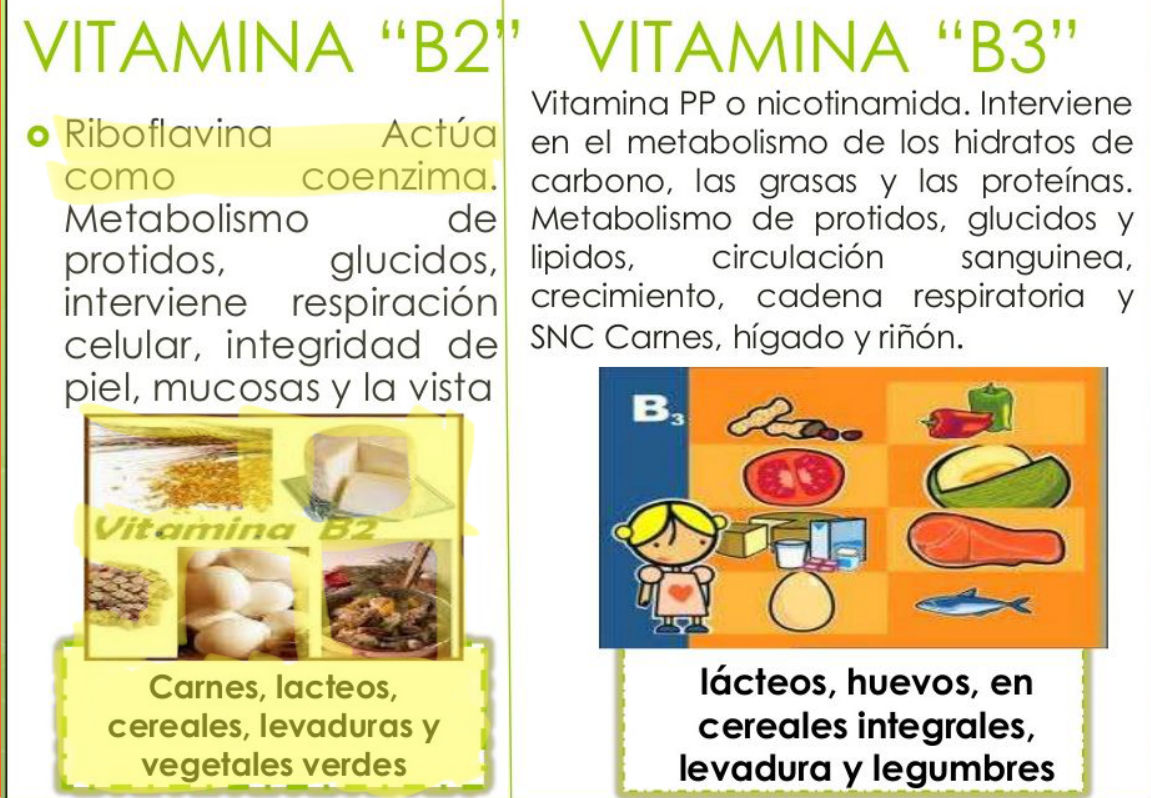 VITAMINA “B2”
Riboflavina Actúa
como coenzima.
Metabolismo de
protidos, glucidos,
interviene respiración
celular, integridad de
piel, mucosas y la vista
Vitamina B2
Carnes, lacteos,
cereales, levaduras y
vegetales verdes
VITAMINA “B3”
Vitamina PP o nicotinamida. Interviene
en el metabolismo de los hidratos de
carbono, las grasas y las proteínas.
Metabolismo de protidos, glucidos y
lipidos, circulación sanguinea,
crecimiento, cadena respiratoria y
SNC Carnes, hígado y riñón.
B3
lácteos, huevos, en
cereales integrales,
levadura y legumbres